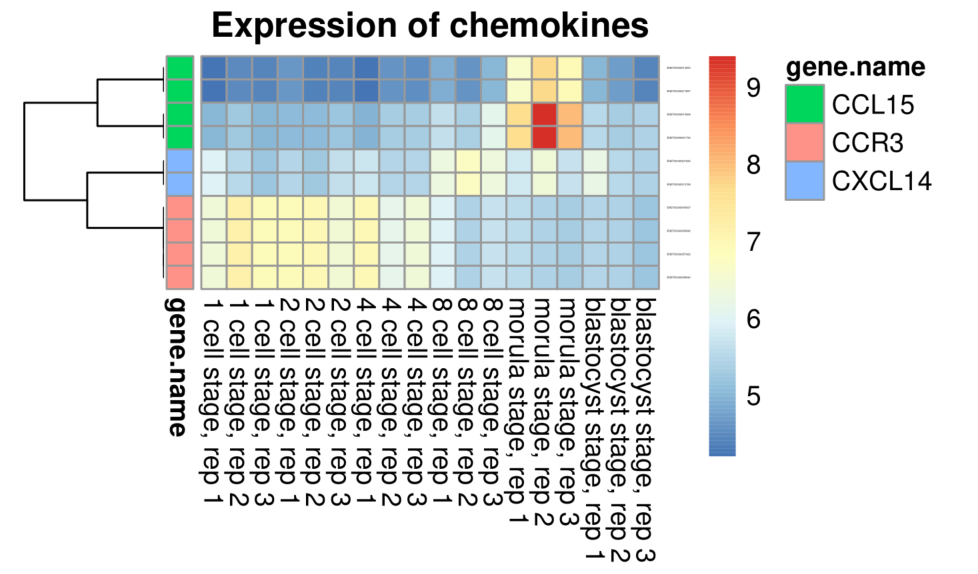 Expression of chemokines
gene.name
CCL15
CCR3
CXCL14
9
8
7
6
5
gene.name
1 cell stage, rep 1
1 cell stage, rep 2
1 cell stage, rep 3
2 cell stage, rep 1
2 cell stage, rep 2
2 cell stage, rep 3
4 cell stage, rep 1
4 cell stage, rep 2
4 cell stage, rep 3
8 cell stage, rep 1
8 cell stage, rep 2
8 cell stage, rep 3
morula stage, rep 1
morula stage, rep 2
morula stage, rep 3
blastocyst stage, rep 1
blastocyst stage, rep 2
blastocyst stage, rep 3